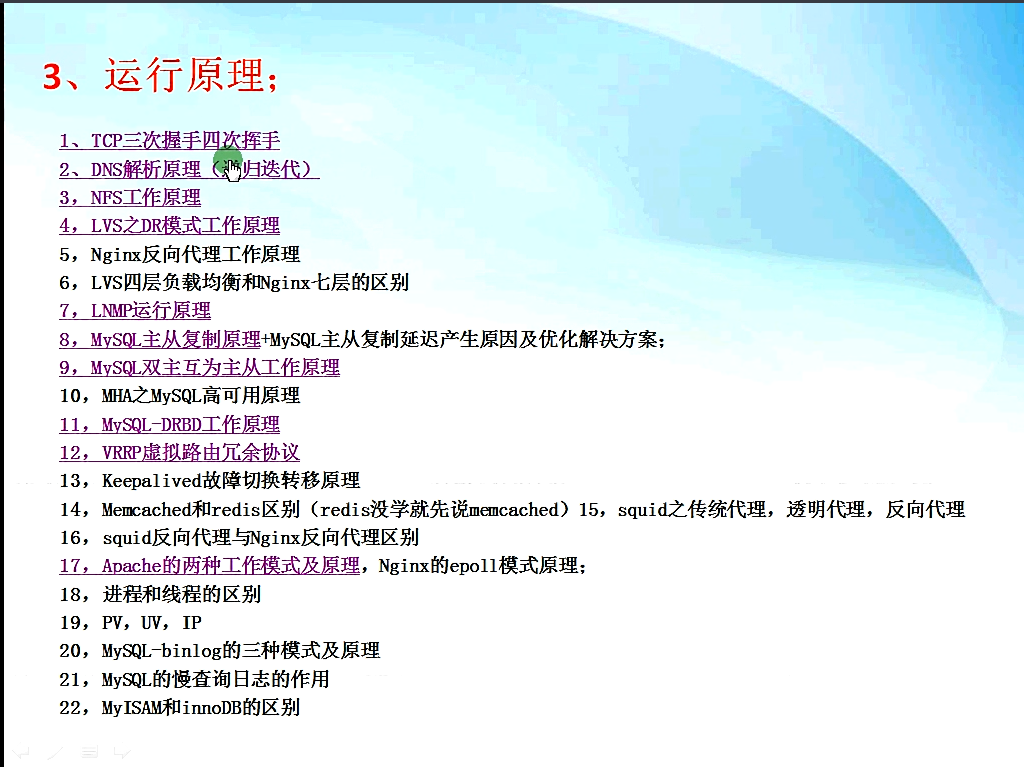 3、运行原理;
1、TCP三次握手四次挥手
2、DNS解析原理（ 归迭代）
3，NFS工作原理
4，LVS之DR模式工作原理
5，Nginx反向代理工作原理
6，LVS四层负载均衡和Nginx七层的区别
7，LNMP运行原理
8，MySQL主从复制原理+MySQL主从复制延迟产生原因及优化解决方案;
9，MySQL双主互为主从工作原理
10，MHA之MySQL高可用原理
11，MySQL-DRBD工作原理
12，VRRP虚拟路由冗余协议
13，Keepalived故障切换转移原理
14，Memcached和redis区别（redis没学就先说memcached）15，squid之传统代理，透明代理，反向代理
16，squid反向代理与Nginx反向代理区别
17，Apache的两种工作模式及原理，Nginx的epoll模式原理;
18，进程和线程的区别
19，PV，UV，IP
20，MySQL-binlog的三种模式及原理
21，MySQL的慢查询日志的作用
22，MyISAM和innoDB的区别